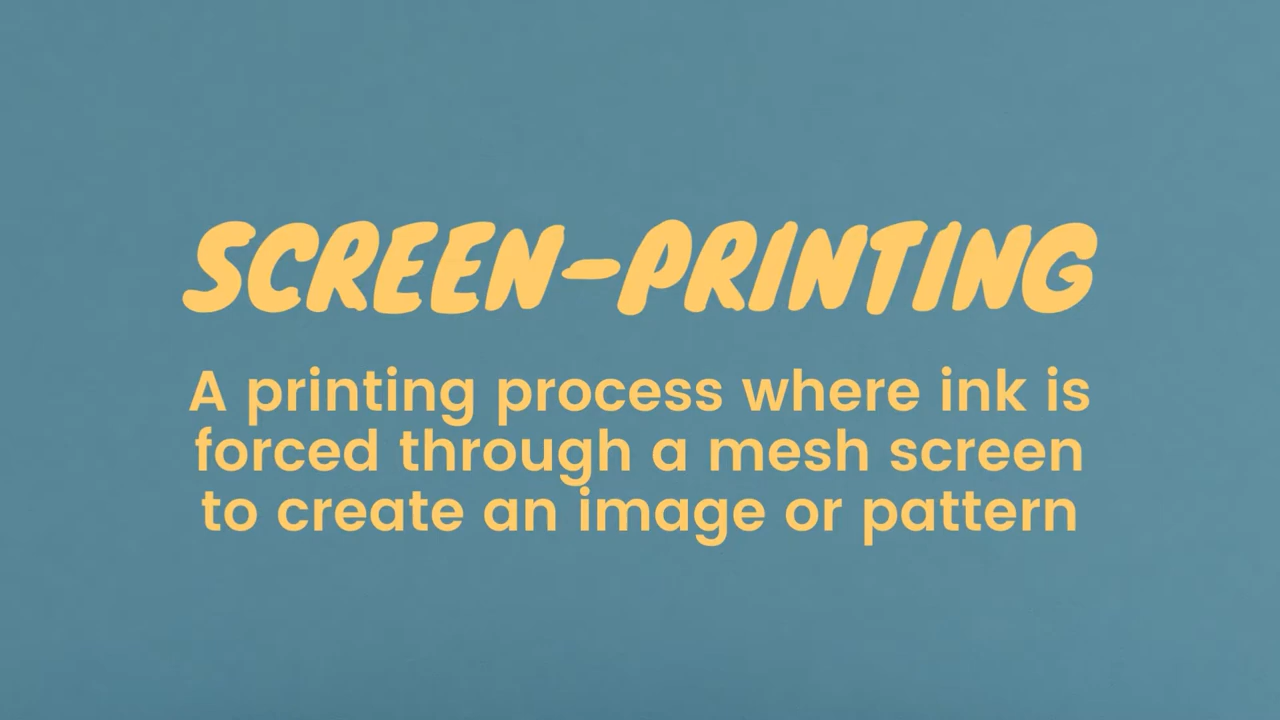 SCREEN-PRINTING
A printing process where ink is
forced through a mesh screen
to create an image or pattern